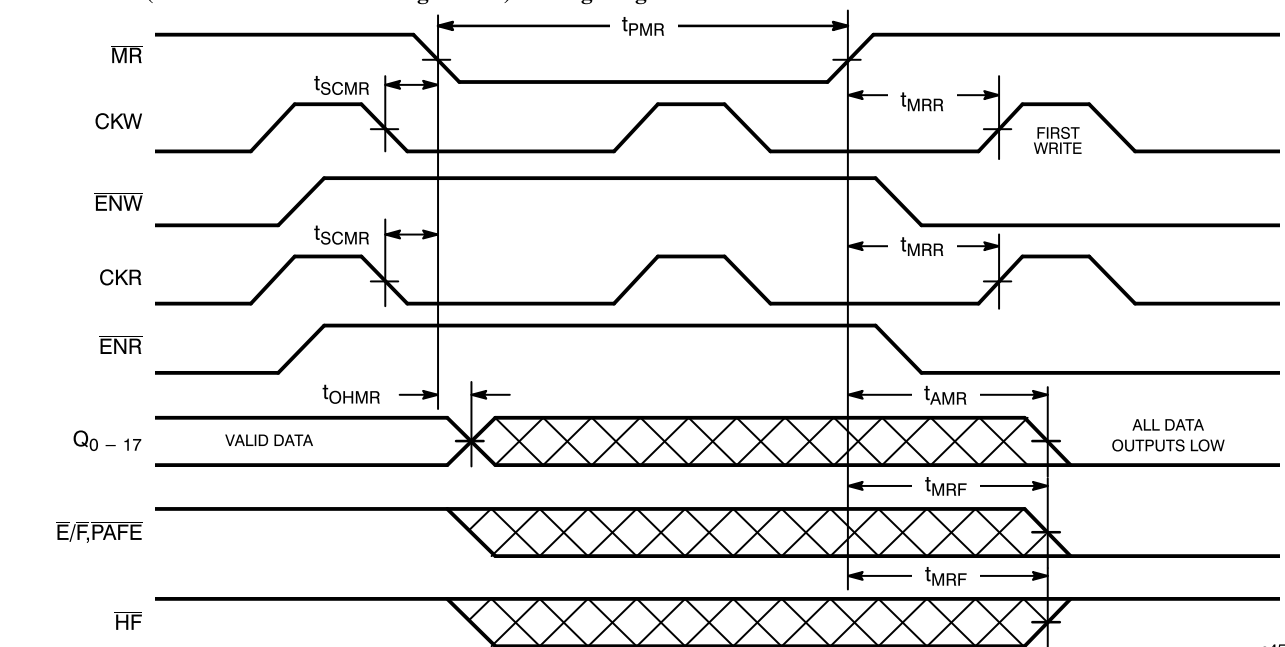 tPMR
MR
tSCMR
tMRR
CKW
FIRST
WRITE
ENW
tSCMR
tMRR
CKR
ENR
tOHMR
tAMR
Q0 – 17
VALID DATA
ALL DATA
OUTPUTS LOW
tMRF
E/F,PAFE
tMRF
HF